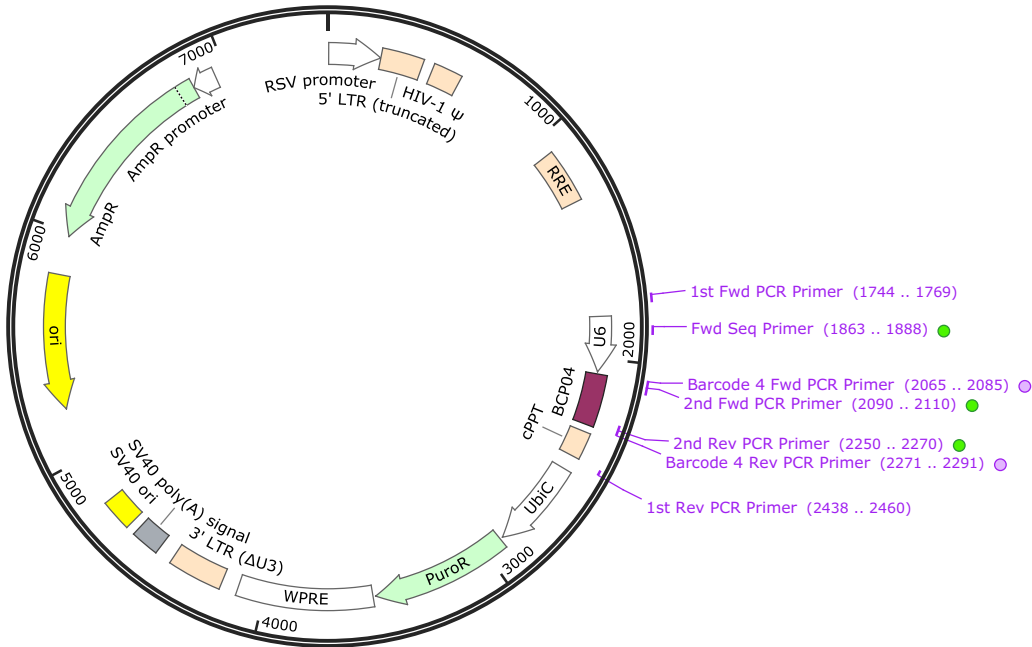 7000
RSV promoter
5' LTR (truncated)
HIV-1 Ψ
1000
AmpR promoter
RRE
AmpR
6000
1st Fwd PCR Primer (1744 .. 1769)
Fwd Seq Primer (1863 .. 1888)
U6
2000
ori
BCP04
Barcode 4 Fwd PCR Primer (2065 .. 2085)
2nd Fwd PCR Primer (2090 .. 2110)
cPPT
2nd Rev PCR Primer (2250 .. 2270)
Barcode 4 Rev PCR Primer (2271 .. 2291)
1st Rev PCR Primer (2438 .. 2460)
UbiC
5000
SV40 poly(A) signal
SV40 ori
3' LTR (ΔU3)
PuroR
3000
WPRE
4000